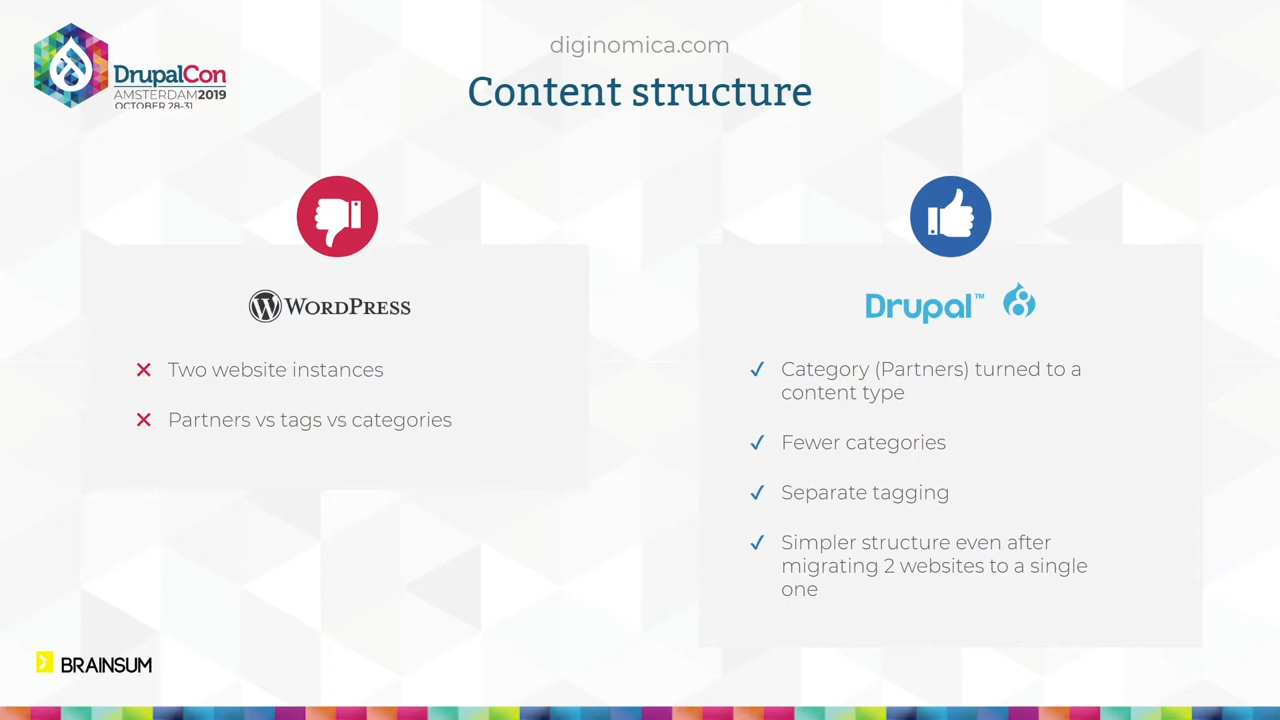 diginomica.com
Content structure
DrupalCon
AMSTERDAM2019
OCTOBER 28-31
WORDPRESS
Two website instances
Partners vs tags vs categories
Drupal™
Category (Partners) turned to a
content type
Fewer categories
Separate tagging
Simpler structure even after
migrating 2 websites to a single
one
BRAINSUM